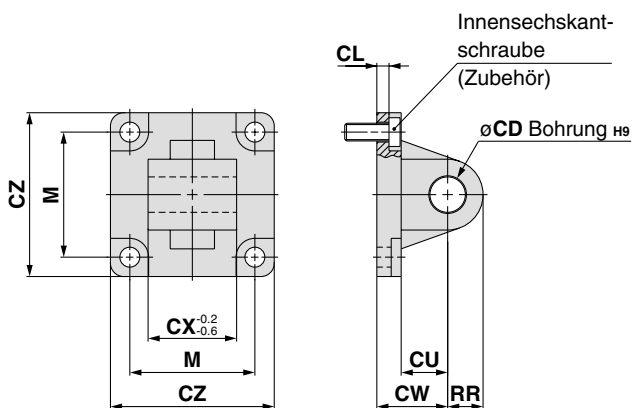 Innensechskant-
schraube
(Zubehör)
CL
øCD Bohrung H9
CZ
M
CX -0.2 -0.6
M
CZ
CU
CW
RR